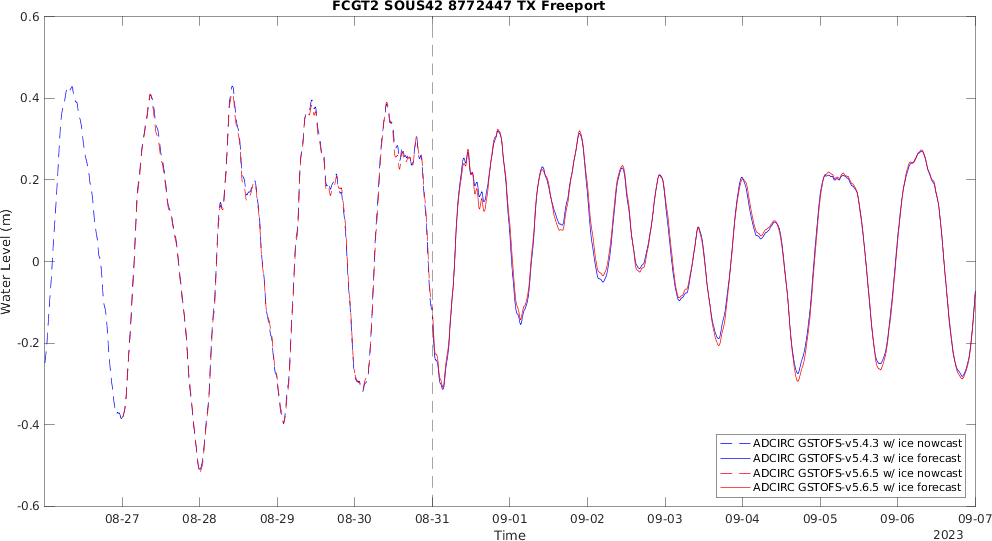 FCGT2 SOUS42 8772447 TX Freeport
Water Level (m)
0.6
0.4
0.2
0
-0.2
-0.4
-0.6
ADCIRC GSTOFS-v5.4.3 w/ ice nowcast
ADCIRC GSTOFS-v5.4.3 w/ ice forecast
ADCIRC GSTOFS-v5.6.5 w/ ice nowcast
ADCIRC GSTOFS-v5.6.5 w/ ice forecast
08-27 08-28 08-29 08-30 08-31 09-01 09-02 09-03 09-04 09-05 09-06 09-07
Time
2023